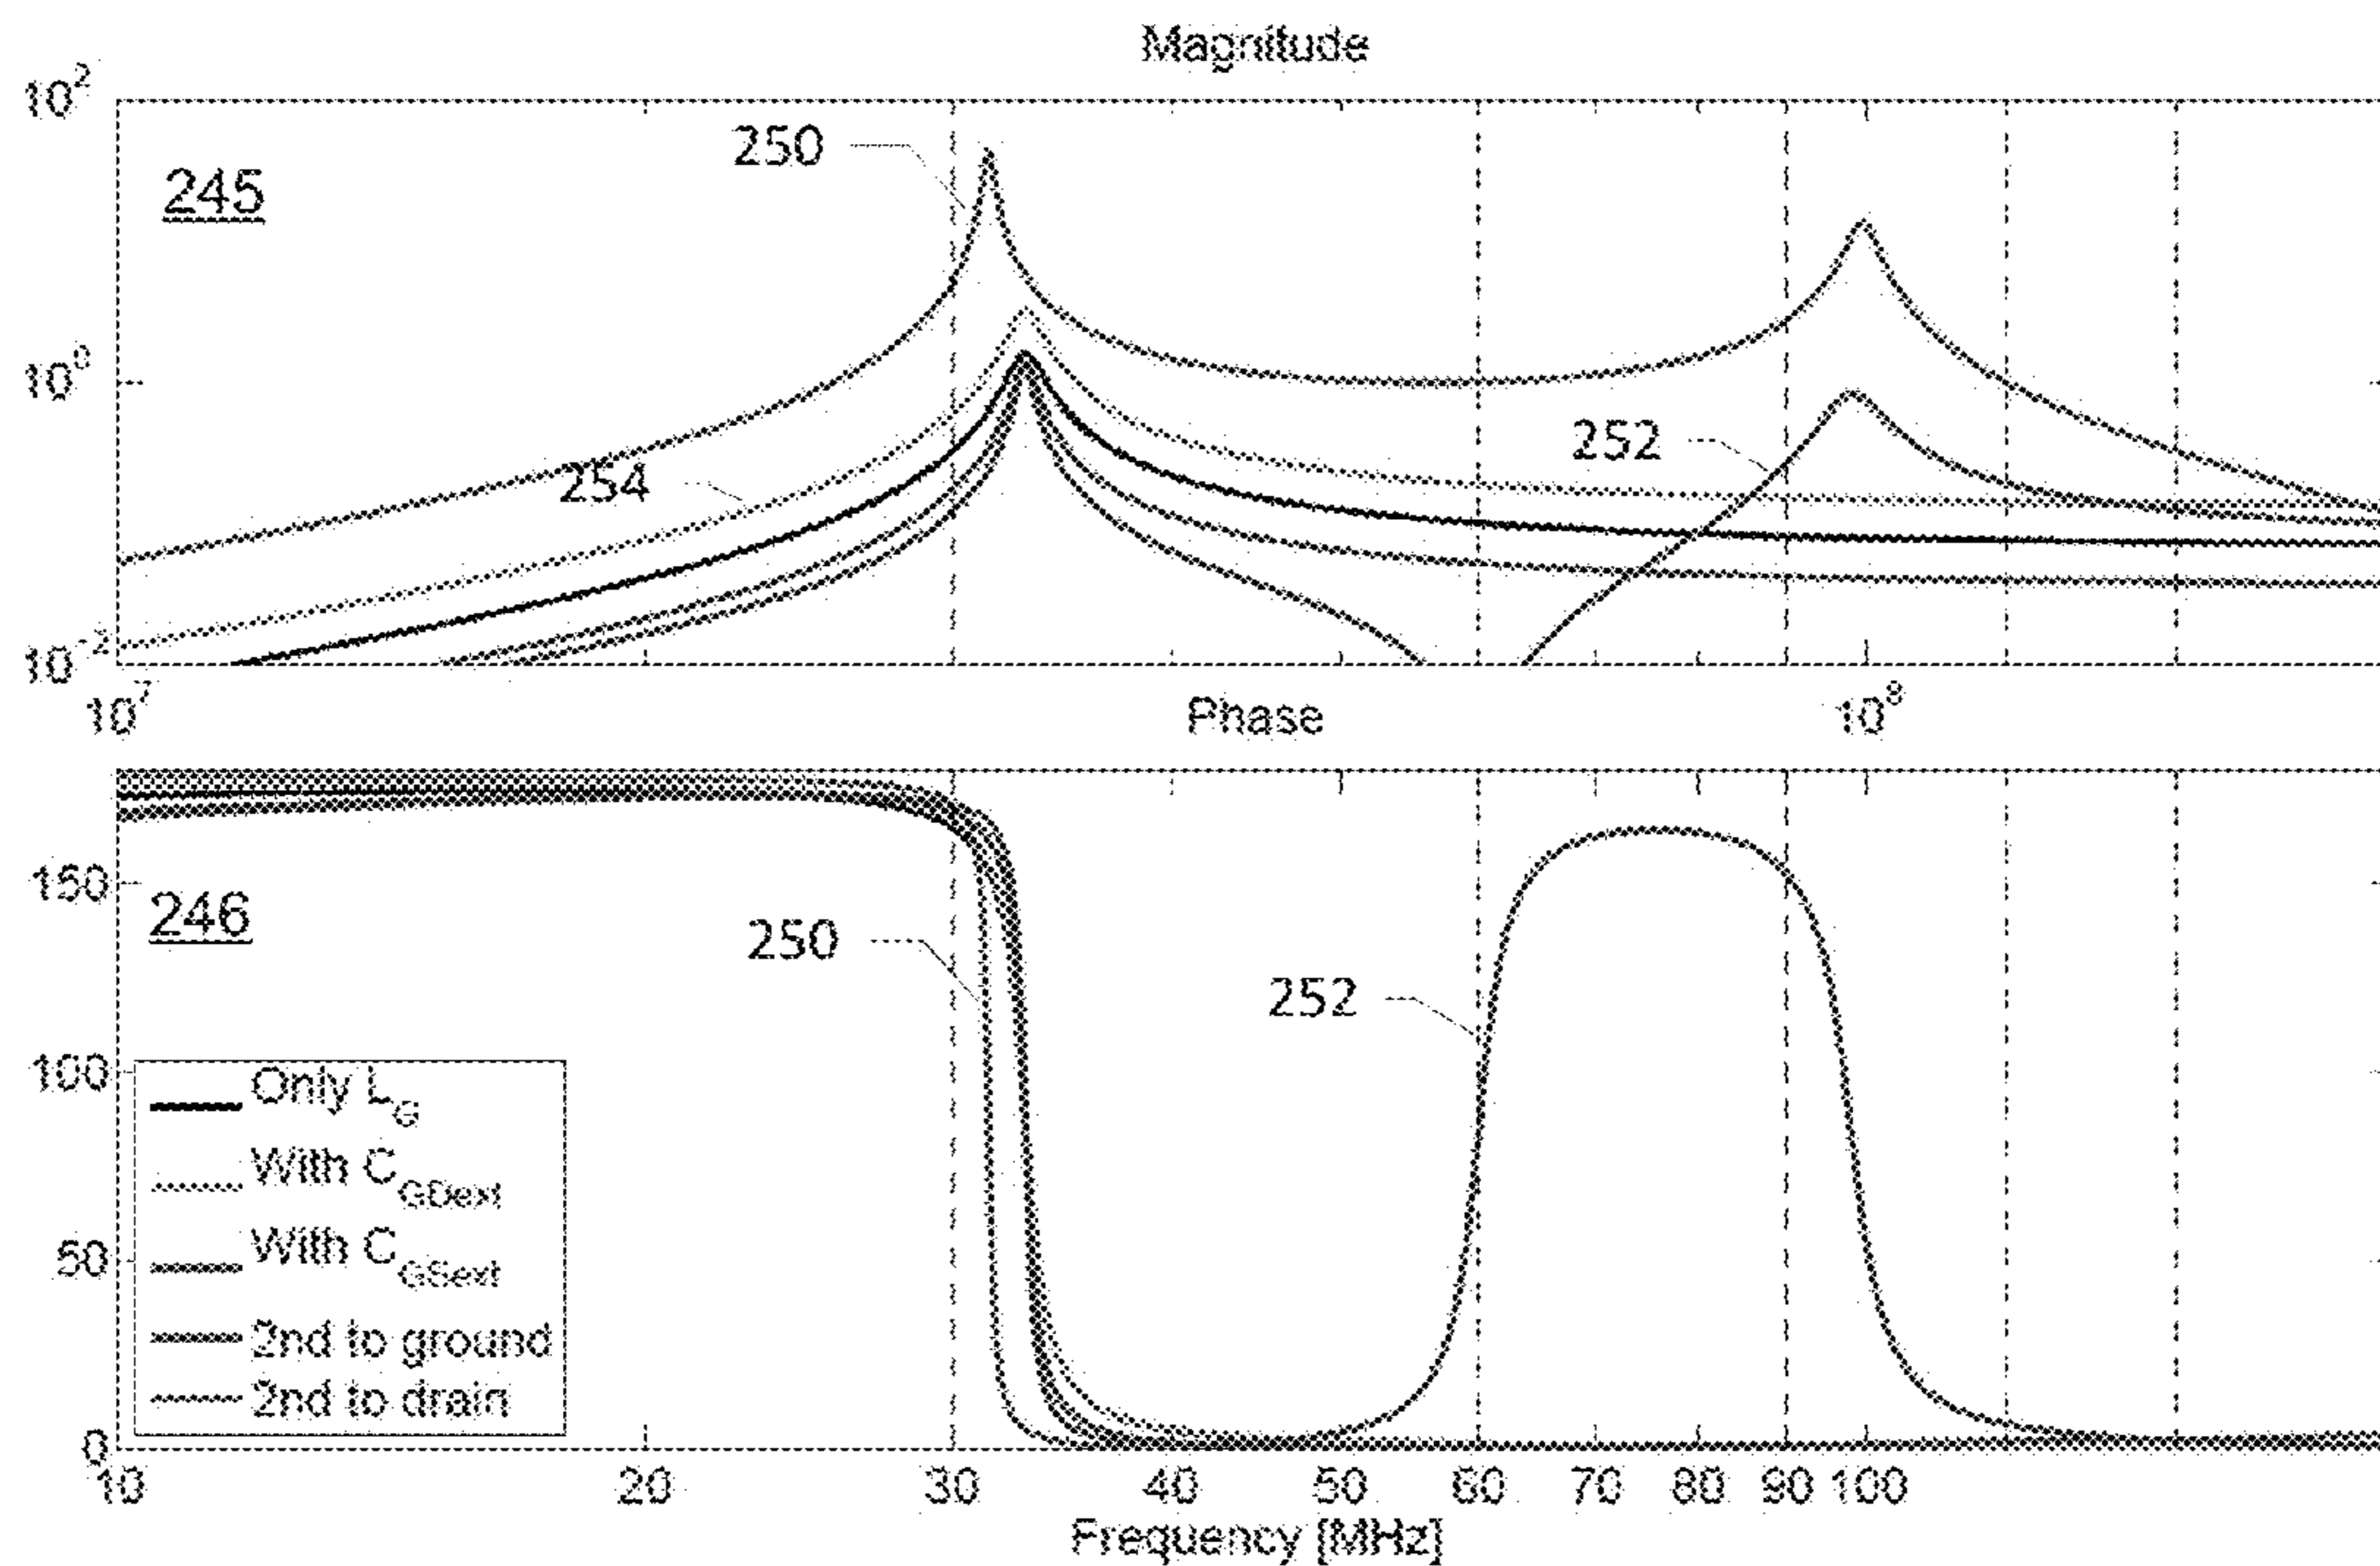 Magnitude
10^2
250
245
10^0
252
254
10^-2
10^7
Phase
10^8
150
246
250
252
100
Only L_G
With C_GDext
With C_GSext
50
2nd to ground
2nd to drain
0
10 20 30 40 50 60 70 80 90 100
Frequency [MHz]